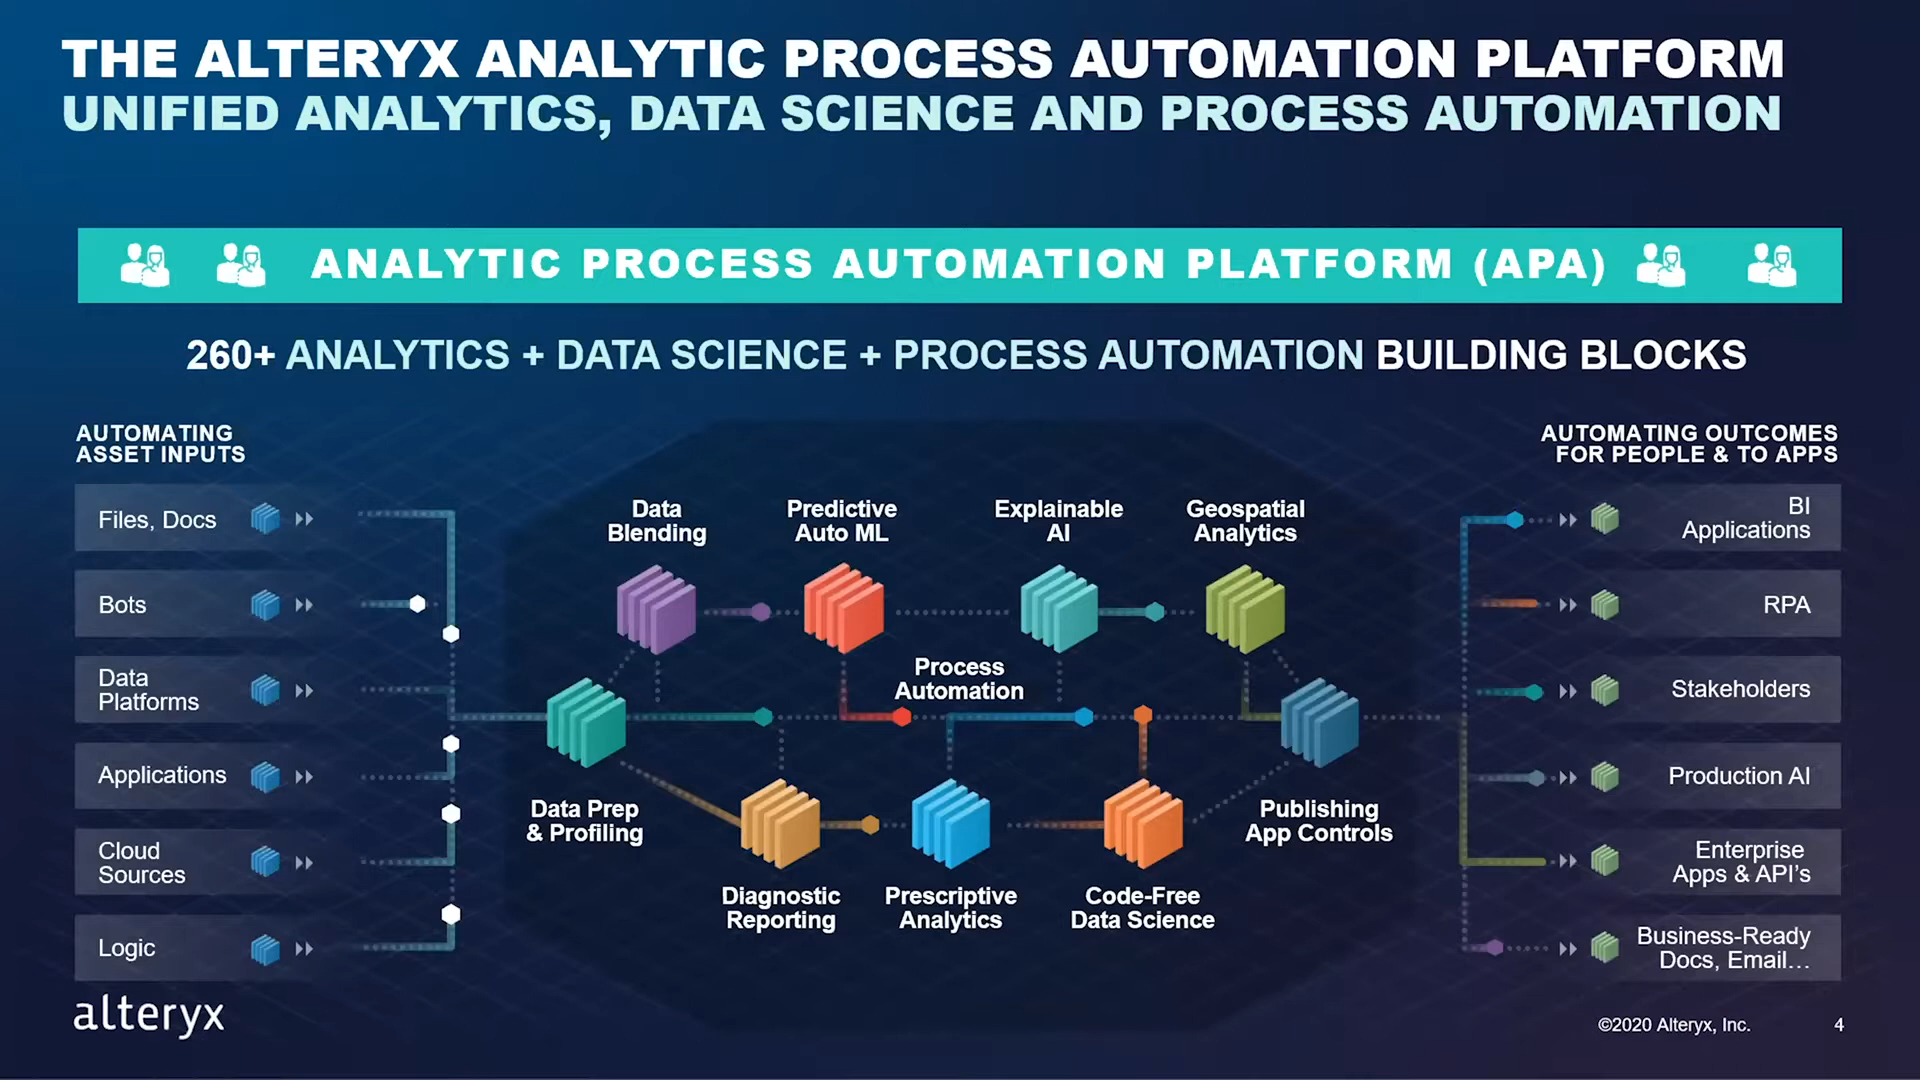 THE ALTERYX ANALYTIC PROCESS AUTOMATION PLATFORM
UNIFIED ANALYTICS, DATA SCIENCE AND PROCESS AUTOMATION
ANALYTIC PROCESS AUTOMATION PLATFORM (APA)
260+ ANALYTICS + DATA SCIENCE + PROCESS AUTOMATION BUILDING BLOCKS
AUTOMATING
ASSET INPUTS
Files, Docs
Bots
Data
Platforms
Applications
Cloud
Sources
Logic
Data
Blending
Predictive
Auto ML
Explainable
AI
Geospatial
Analytics
Process
Automation
Data Prep
& Profiling
Publishing
App Controls
Diagnostic
Reporting
Prescriptive
Analytics
Code-Free
Data Science
AUTOMATING OUTCOMES
FOR PEOPLE & TO APPS
BI
Applications
RPA
Stakeholders
Production AI
Enterprise
Apps & API's
Business-Ready
Docs, Email...
alteryx
©2020 Alteryx, Inc.
4